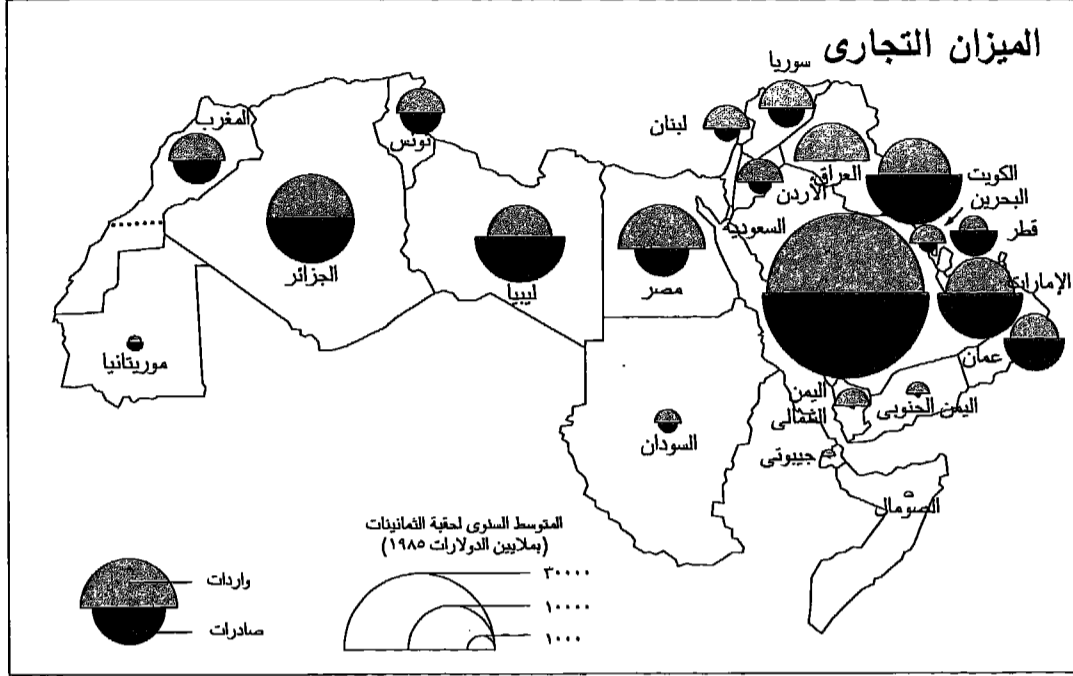 الميزان التجارى
سوريا
لبنان
المغرب
تونس
العراق
الكويت
الأردن
البحرين
قطر
السعودية
الجزائر
ليبيا
مصر
الإمارات
موريتانيا
عمان
اليمن
الشمالى
اليمن الجنوبى
السودان
جيبوتى
الصومال
المتوسط السنوى لحقبة الثمانينات
(بملايين الدولارات ١٩٨٥)
٣٠٠٠٠
١٠٠٠٠
١٠٠٠
واردات
صادرات